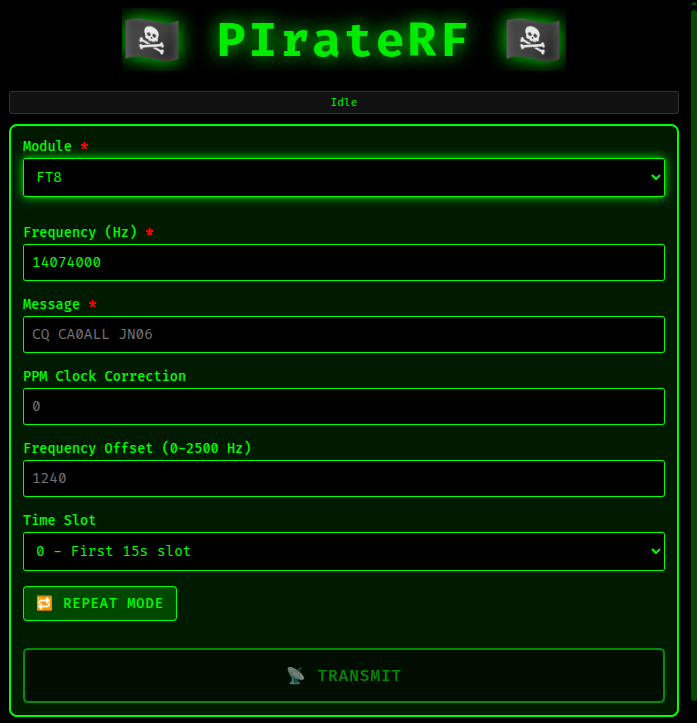 PIrateRF
Idle
Module *
FT8
Frequency (Hz) *
14074000
Message *
CQ CA0ALL JN06
PPM Clock Correction
0
Frequency Offset (0-2500 Hz)
1240
Time Slot
0 - First 15s slot
REPEAT MODE
TRANSMIT